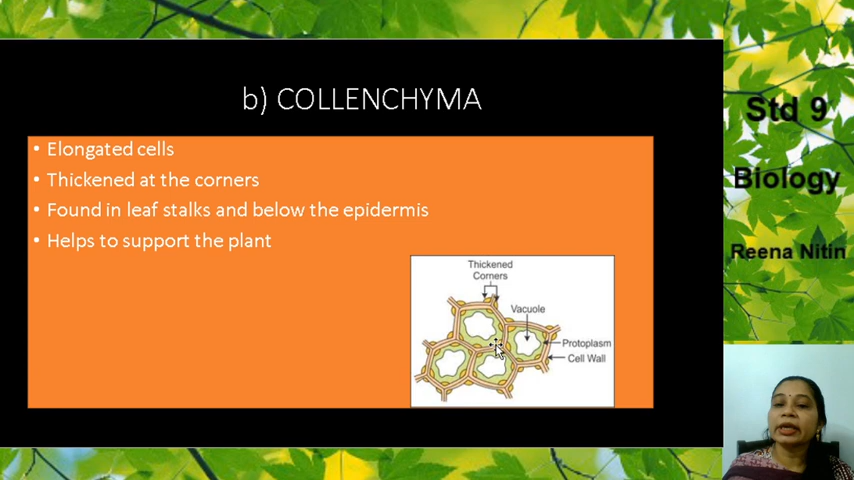 b) COLLENCHYMA
• Elongated cells
• Thickened at the corners
• Found in leaf stalks and below the epidermis
• Helps to support the plant
Thickened
Corners
Vacuole
Protoplasm
Cell Wall
Std 9
Biology
Reena Nitin